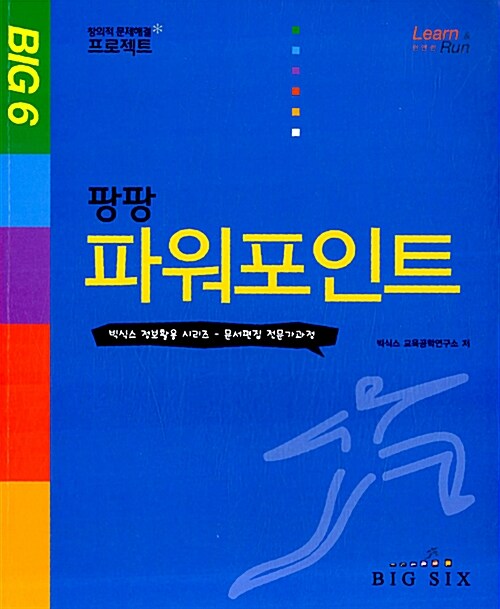 BIG 6
창의적 문제해결*
프로젝트
Learn &
Run
팡팡
파워포인트
빅식스 정보활용 시리즈 - 문서편집 전문가과정
빅식스 교육공학연구소 저
BIG SIX